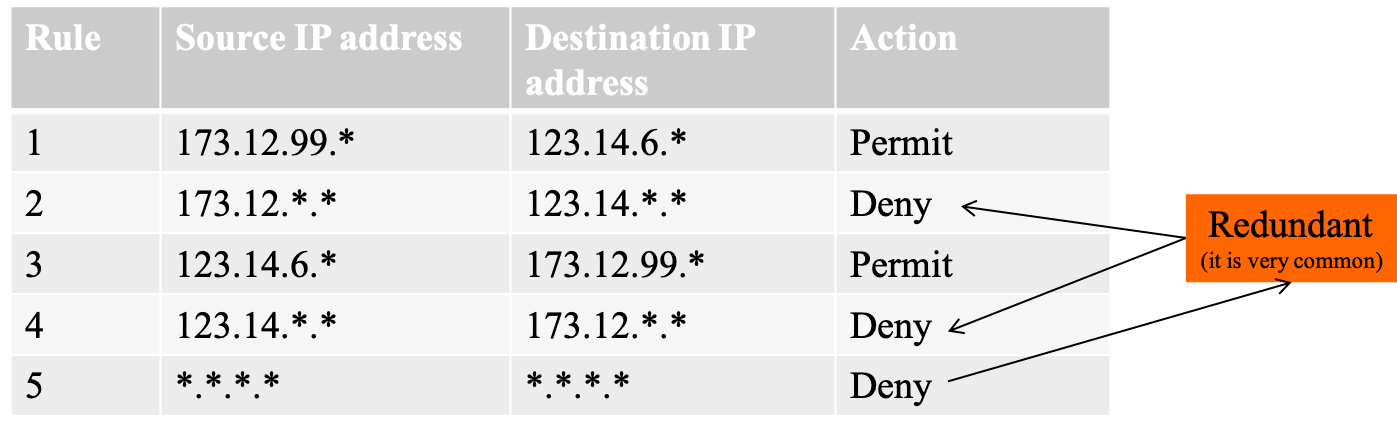 Rule Source IP address Destination IP
address Action
1 173.12.99.* 123.14.6.* Permit
2 173.12.*.* 123.14.*.* Deny
3 123.14.6.* 173.12.99.* Permit
4 123.14.*.* 173.12.*.* Deny
5 *.*.*.* *.*.*.* Deny
Redundant
(it is very common)